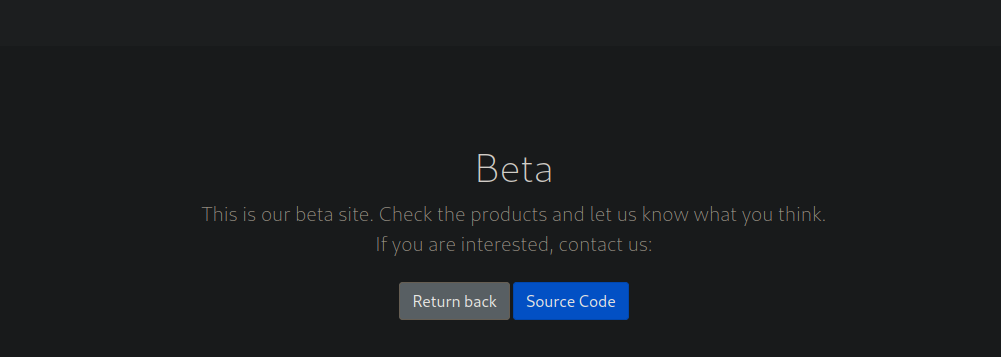 Beta
This is our beta site. Check the products and let us know what you think.
If you are interested, contact us:
Return back Source Code